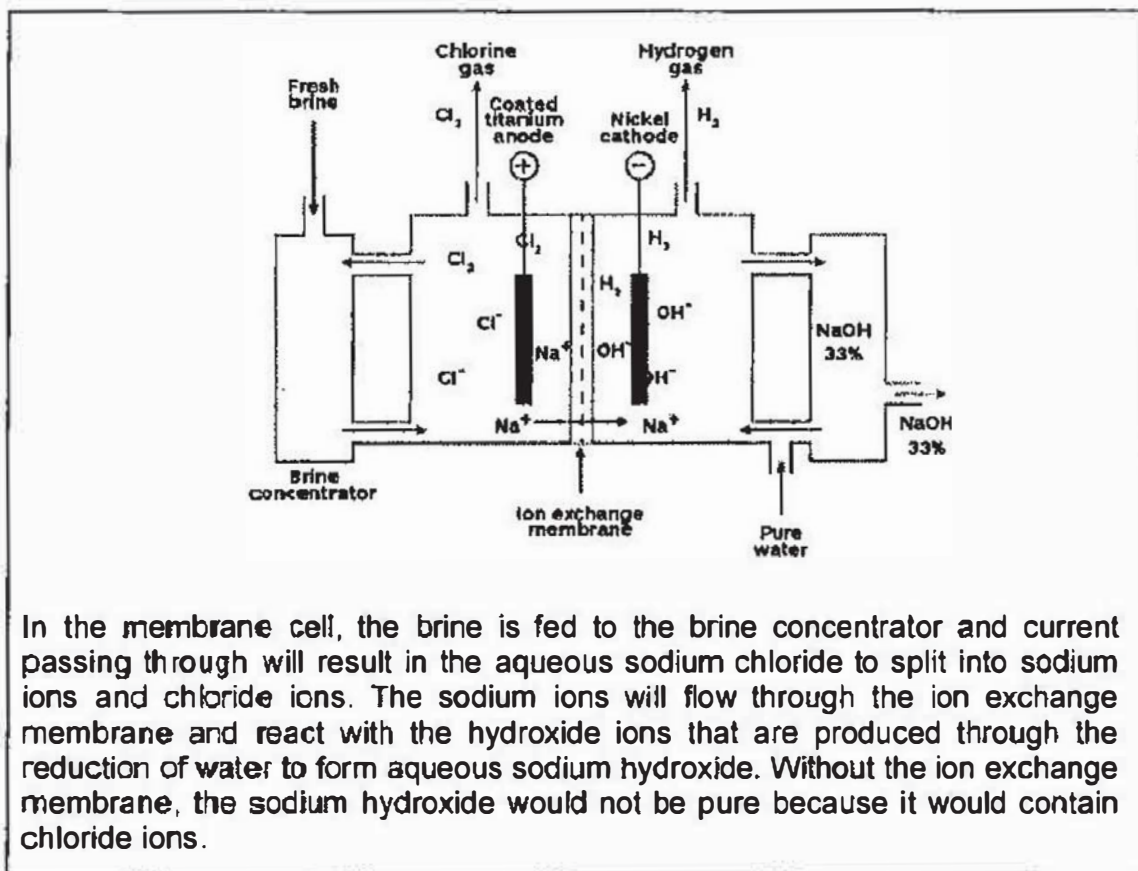 Chlorine
gas
Hydrogen
gas
Fresh
brine
Cl₂
Coated
titanium
anode
Nickel
cathode
H₂
+
−
Cl₂
H₂
Cl₂
H₂
Cl⁻
OH⁻
Na⁺
OH⁻
NaOH
33%
Cl⁻
OH⁻
Na⁺
Na⁺
NaOH
33%
Brine
concentrator
Ion exchange
membrane
Pure
water
In the membrane cell, the brine is fed to the brine concentrator and current
passing through will result in the aqueous sodium chloride to split into sodium
ions and chloride ions. The sodium ions will flow through the ion exchange
membrane and react with the hydroxide ions that are produced through the
reduction of water to form aqueous sodium hydroxide. Without the ion exchange
membrane, the sodium hydroxide would not be pure because it would contain
chloride ions.